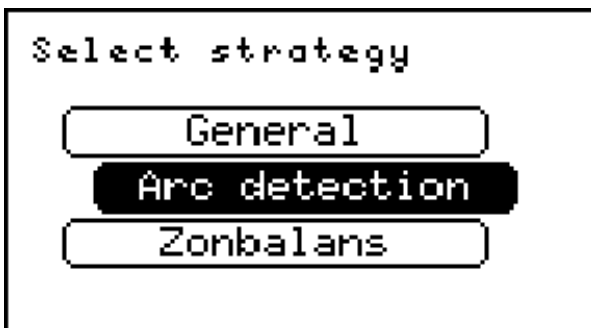 Select strategy
General
Arc detection
Zonbalans